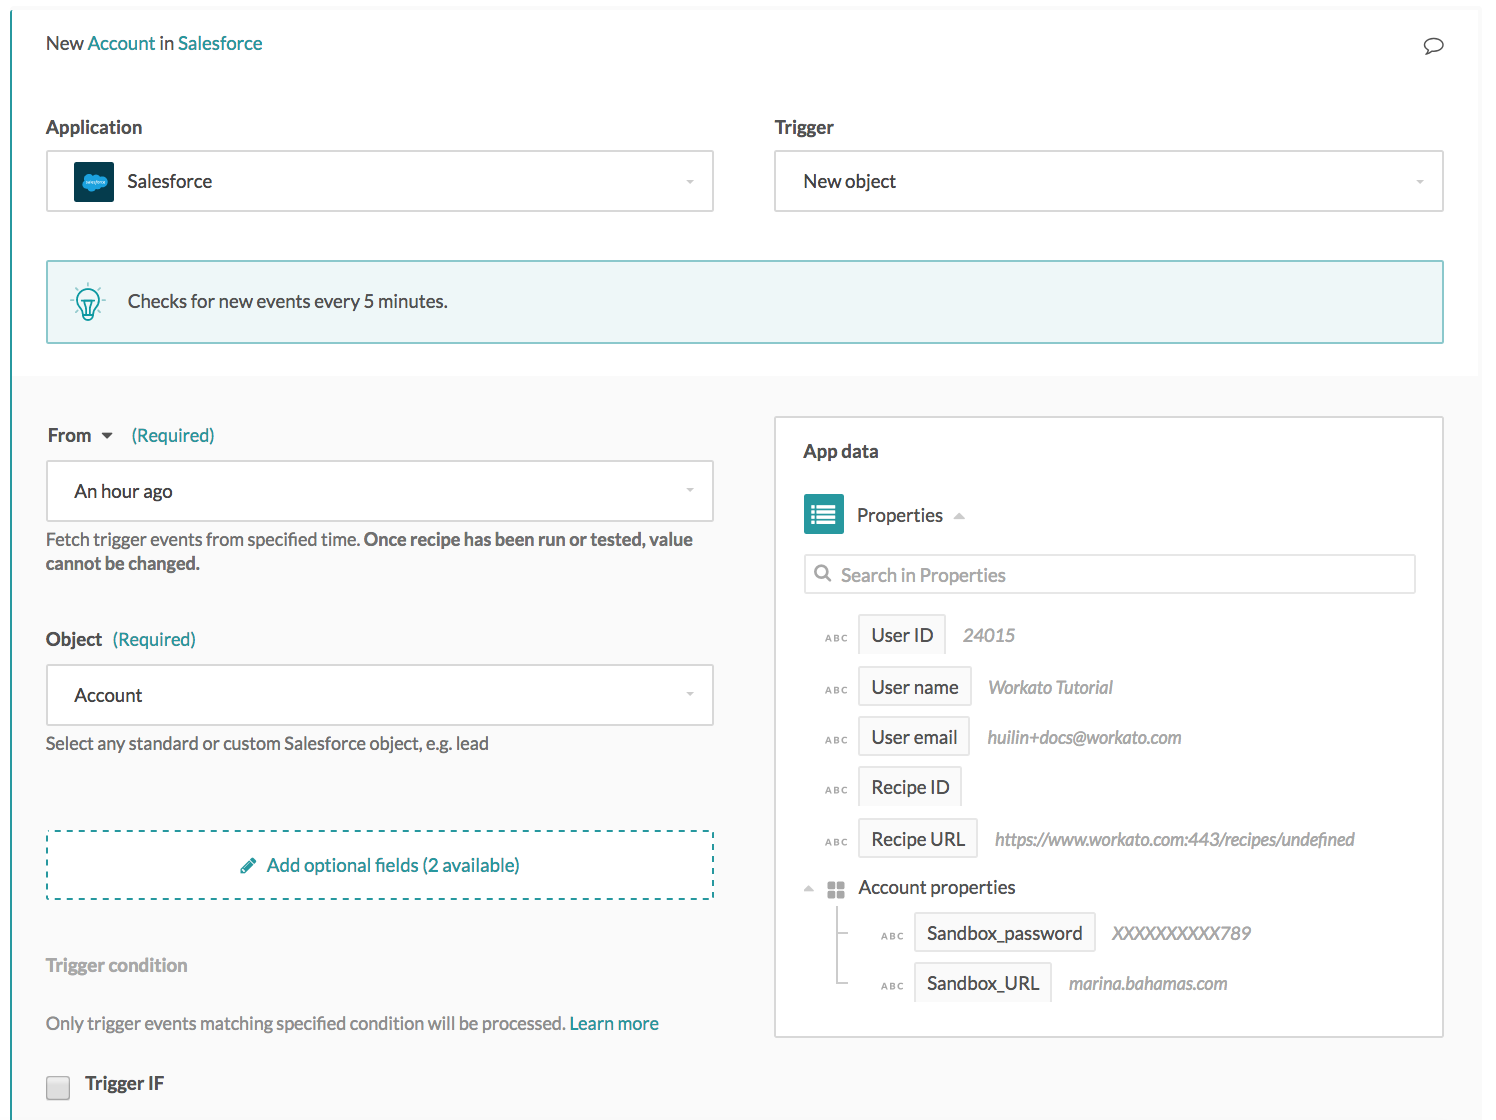 New Account in Salesforce
Application
Salesforce
Trigger
New object
Checks for new events every 5 minutes.
From (Required)
An hour ago
Fetch trigger events from specified time. Once recipe has been run or tested, value
cannot be changed.
Object (Required)
Account
Select any standard or custom Salesforce object, e.g. lead
Add optional fields (2 available)
Trigger condition
Only trigger events matching specified condition will be processed. Learn more
Trigger IF
App data
Properties
Search in Properties
ABC User ID 24015
ABC User name Workato Tutorial
ABC User email huilin+docs@workato.com
ABC Recipe ID
ABC Recipe URL https://www.workato.com:443/recipes/undefined
Account properties
ABC Sandbox_password XXXXXXXXXX789
ABC Sandbox_URL marina.bahamas.com